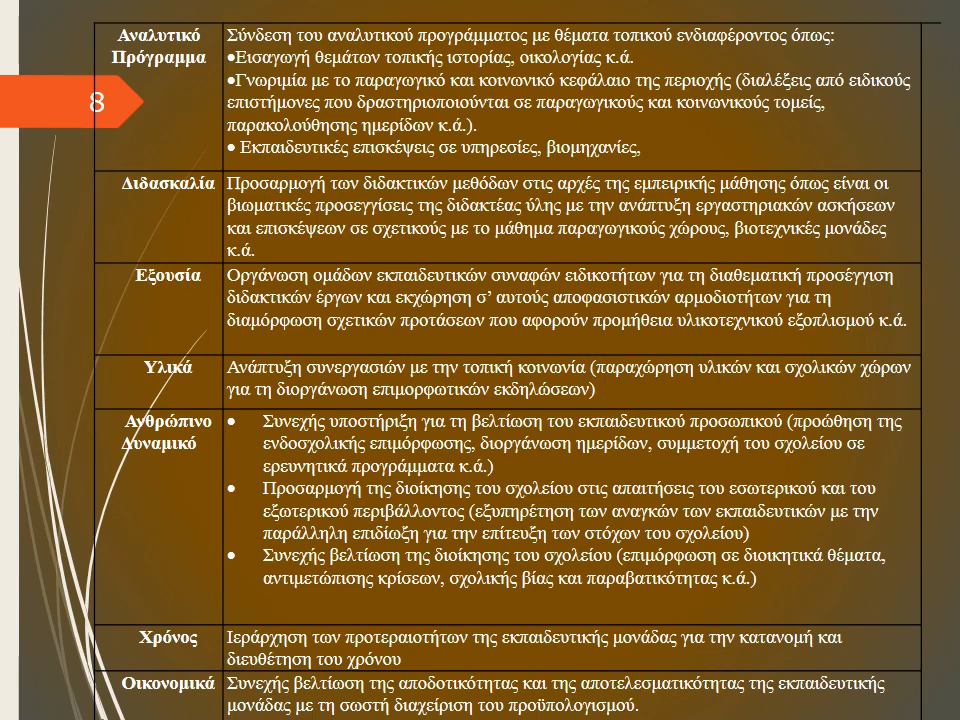 Αναλυτικό
Πρόγραμμα
Σύνδεση του αναλυτικού προγράμματος με θέματα τοπικού ενδιαφέροντος όπως:
•Εισαγωγή θεμάτων τοπικής ιστορίας, οικολογίας κ.ά.
•Γνωριμία με το παραγωγικό και κοινωνικό κεφάλαιο της περιοχής (διαλέξεις από ειδικούς
επιστήμονες που δραστηριοποιούνται σε παραγωγικούς και κοινωνικούς τομείς,
παρακολούθησης ημερίδων κ.ά.).
• Εκπαιδευτικές επισκέψεις σε υπηρεσίες, βιομηχανίες,
8
Διδασκαλία
Προσαρμογή των διδακτικών μεθόδων στις αρχές της εμπειρικής μάθησης όπως είναι οι
βιωματικές προσεγγίσεις της διδακτέας ύλης με την ανάπτυξη εργαστηριακών ασκήσεων
και επισκέψεων σε σχετικούς με το μάθημα παραγωγικούς χώρους, βιοτεχνικές μονάδες
κ.ά.
Εξουσία
Οργάνωση ομάδων εκπαιδευτικών συναφών ειδικοτήτων για τη διαθεματική προσέγγιση
διδακτικών έργων και εκχώρηση σ’ αυτούς αποφασιστικών αρμοδιοτήτων για τη
διαμόρφωση σχετικών προτάσεων που αφορούν προμήθεια υλικοτεχνικού εξοπλισμού κ.ά.
Υλικά
Ανάπτυξη συνεργασιών με την τοπική κοινωνία (παραχώρηση υλικών και σχολικών χώρων
για τη διοργάνωση επιμορφωτικών εκδηλώσεων)
Ανθρώπινο
Δυναμικό
• Συνεχής υποστήριξη για τη βελτίωση του εκπαιδευτικού προσωπικού (προώθηση της
ενδοσχολικής επιμόρφωσης, διοργάνωση ημερίδων, συμμετοχή του σχολείου σε
ερευνητικά προγράμματα κ.ά.)
• Προσαρμογή της διοίκησης του σχολείου στις απαιτήσεις του εσωτερικού και του
εξωτερικού περιβάλλοντος (εξυπηρέτηση των αναγκών των εκπαιδευτικών με την
παράλληλη επιδίωξη για την επίτευξη των στόχων του σχολείου)
• Συνεχής βελτίωση της διοίκησης του σχολείου (επιμόρφωση σε διοικητικά θέματα,
αντιμετώπισης κρίσεων, σχολικής βίας και παραβατικότητας κ.ά.)
Χρόνος
Ιεράρχηση των προτεραιοτήτων της εκπαιδευτικής μονάδας για την κατανομή και
διευθέτηση του χρόνου
Οικονομικά
Συνεχής βελτίωση της αποδοτικότητας και της αποτελεσματικότητας της εκπαιδευτικής
μονάδας με τη σωστή διαχείριση του προϋπολογισμού.